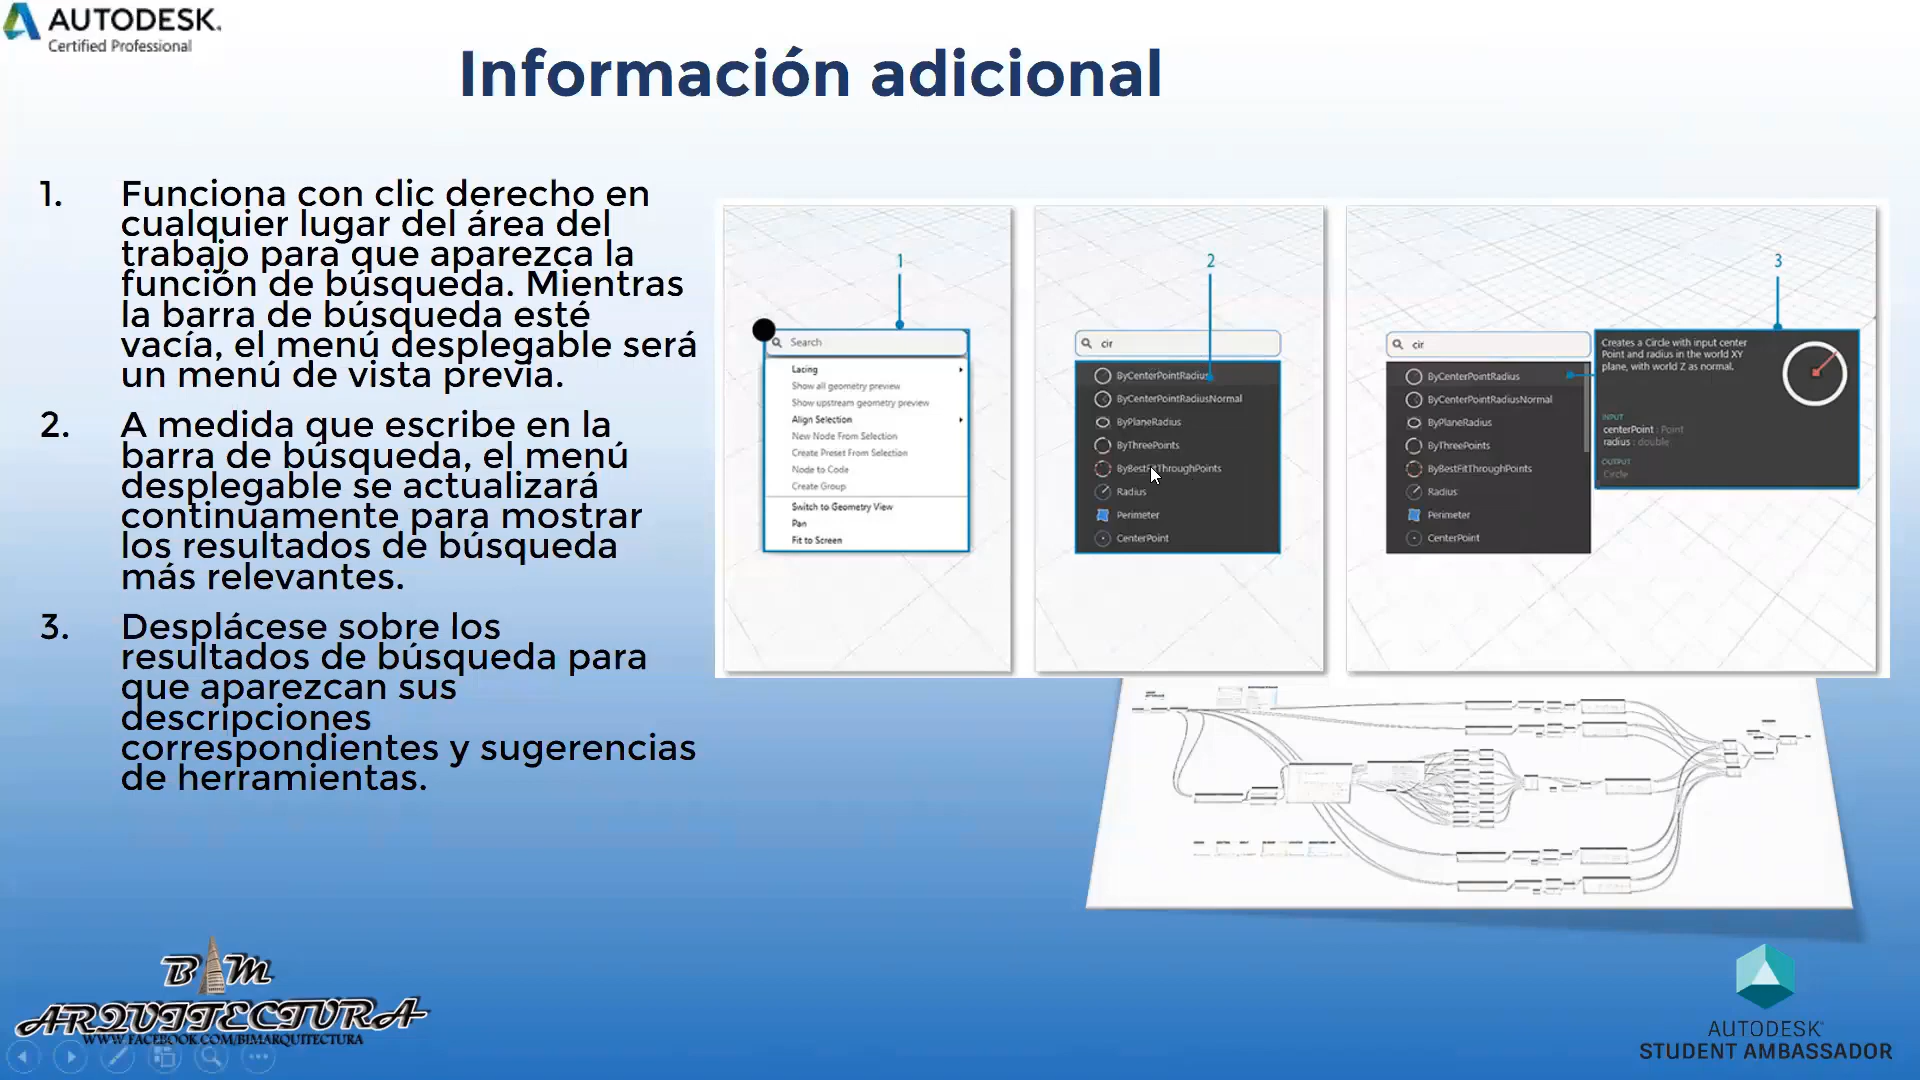 AUTODESK.
Certified Professional
Información adicional
1. Funciona con clic derecho en
cualquier lugar del área del
trabajo para que aparezca la
función de búsqueda. Mientras
la barra de búsqueda esté
vacía, el menú desplegable será
un menú de vista previa.
2. A medida que escribe en la
barra de búsqueda, el menú
desplegable se actualizará
continuamente para mostrar
los resultados de búsqueda
más relevantes.
3. Desplácese sobre los
resultados de búsqueda para
que aparezcan sus
descripciones
correspondientes y sugerencias
de herramientas.
1
Search
Lacing
Show all geometry preview
Show upstream geometry preview
Align Selection
New Node From Selection
Create Preset From Selection
Node to Code
Create Group
Switch to Geometry View
Pan
Fit to Screen
2
cir
ByCenterPointRadius
ByCenterPointRadiusNormal
ByPlaneRadius
ByThreePoints
ByBestFitThroughPoints
Radius
Perimeter
CenterPoint
3
cir
ByCenterPointRadius
ByCenterPointRadiusNormal
ByPlaneRadius
ByThreePoints
ByBestFitThroughPoints
Radius
Perimeter
CenterPoint
Creates a Circle with input center
Point and radius in the world XY
plane, with world Z as normal.
INPUT
centerPoint : Point
radius : double
OUTPUT
Circle
BIM
ARQUITECTURA
WWW.FACEBOOK.COM/BIMARQUITECTURA
AUTODESK
STUDENT AMBASSADOR